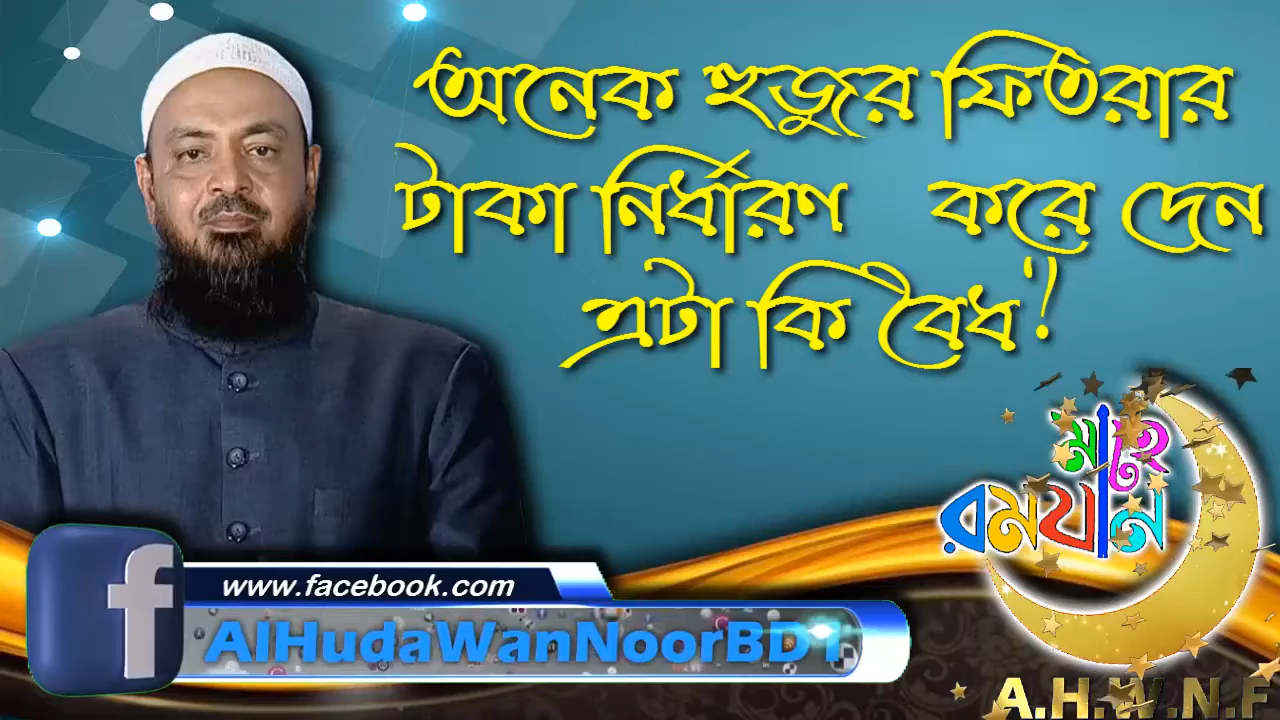 অনেক হুজুর ফিতরার
টাকা নির্ধারণ করে দেন
এটা কি বৈধ?
মাহে
রমযান
f
www.facebook.com
AlHudaWanNoorBD1
A.H.W.N.F